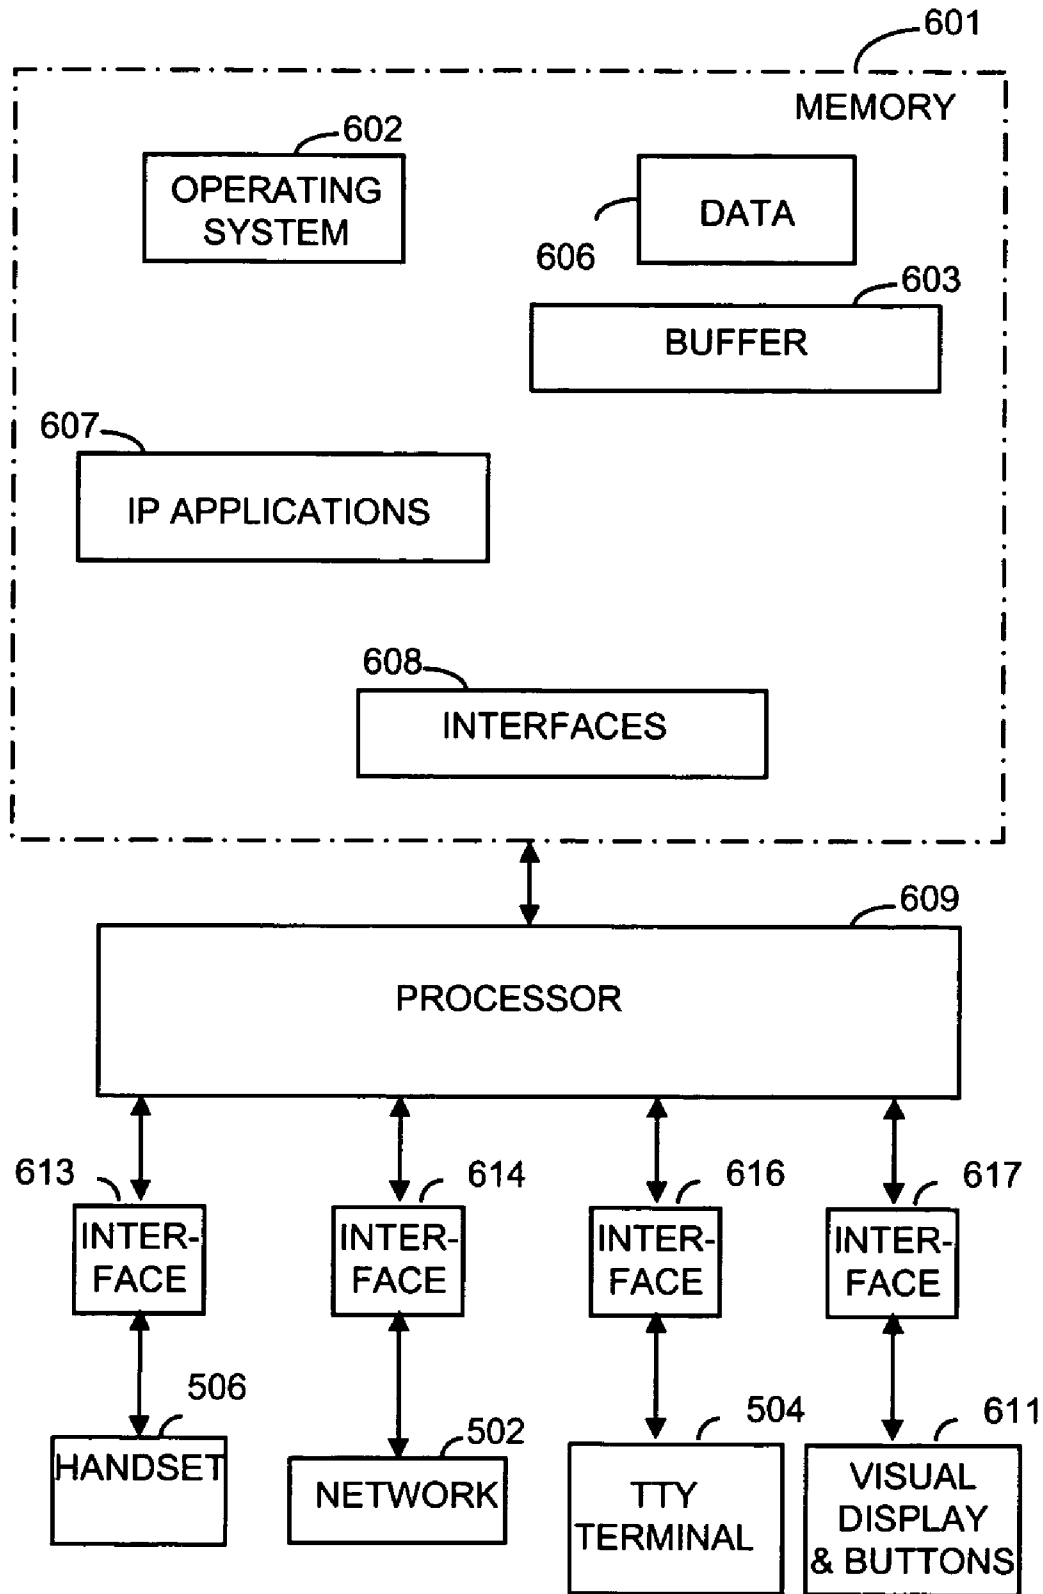 601
MEMORY
602
OPERATING
SYSTEM
DATA
606
603
BUFFER
607
IP APPLICATIONS
608
INTERFACES
609
PROCESSOR
613
INTER-
FACE
614
INTER-
FACE
616
INTER-
FACE
617
INTER-
FACE
506
HANDSET
502
NETWORK
504
TTY
TERMINAL
611
VISUAL
DISPLAY
& BUTTONS